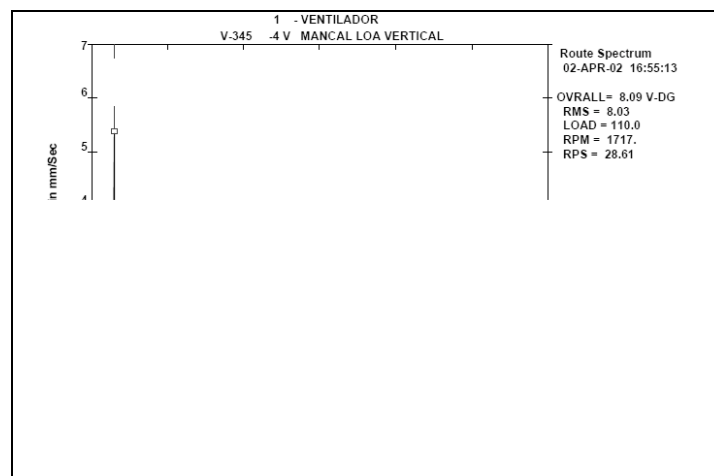 1 - VENTILADOR
V-345 -4 V MANCAL LOA VERTICAL
Route Spectrum
02-APR-02 16:55:13
OVRALL= 8.09 V-DG
RMS = 8.03
LOAD = 110.0
RPM = 1717.
RPS = 28.61
7
6
5
4
in mm/Sec